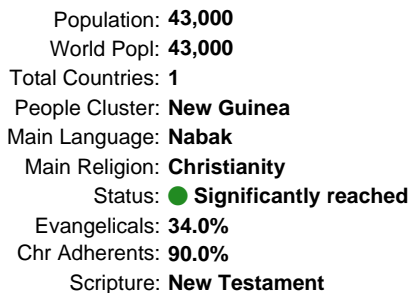 Population: 43,000
World Popl: 43,000
Total Countries: 1
People Cluster: New Guinea
Main Language: Nabak
Main Religion: Christianity
Status: Significantly reached
Evangelicals: 34.0%
Chr Adherents: 90.0%
Scripture: New Testament